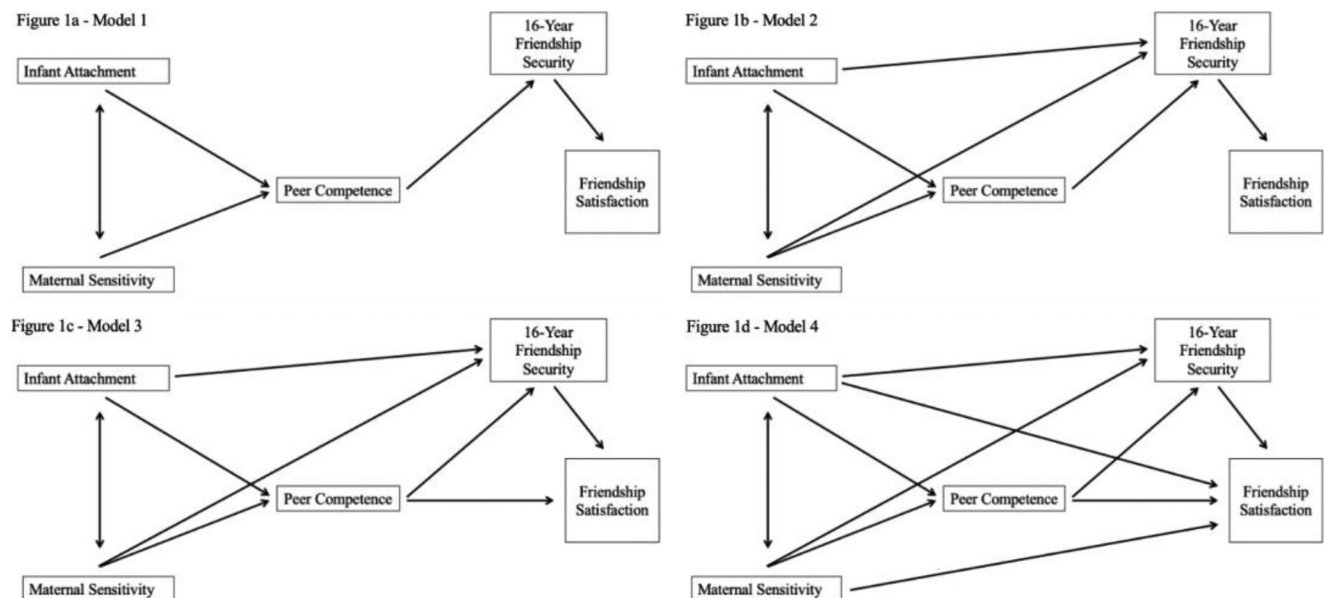 Figure 1a - Model 1
16-Year
Friendship
Security
Infant Attachment
Peer Competence
Friendship
Satisfaction
Maternal Sensitivity
Figure 1b - Model 2
16-Year
Friendship
Security
Infant Attachment
Peer Competence
Friendship
Satisfaction
Maternal Sensitivity
Figure 1c - Model 3
16-Year
Friendship
Security
Infant Attachment
Peer Competence
Friendship
Satisfaction
Maternal Sensitivity
Figure 1d - Model 4
16-Year
Friendship
Security
Infant Attachment
Peer Competence
Friendship
Satisfaction
Maternal Sensitivity